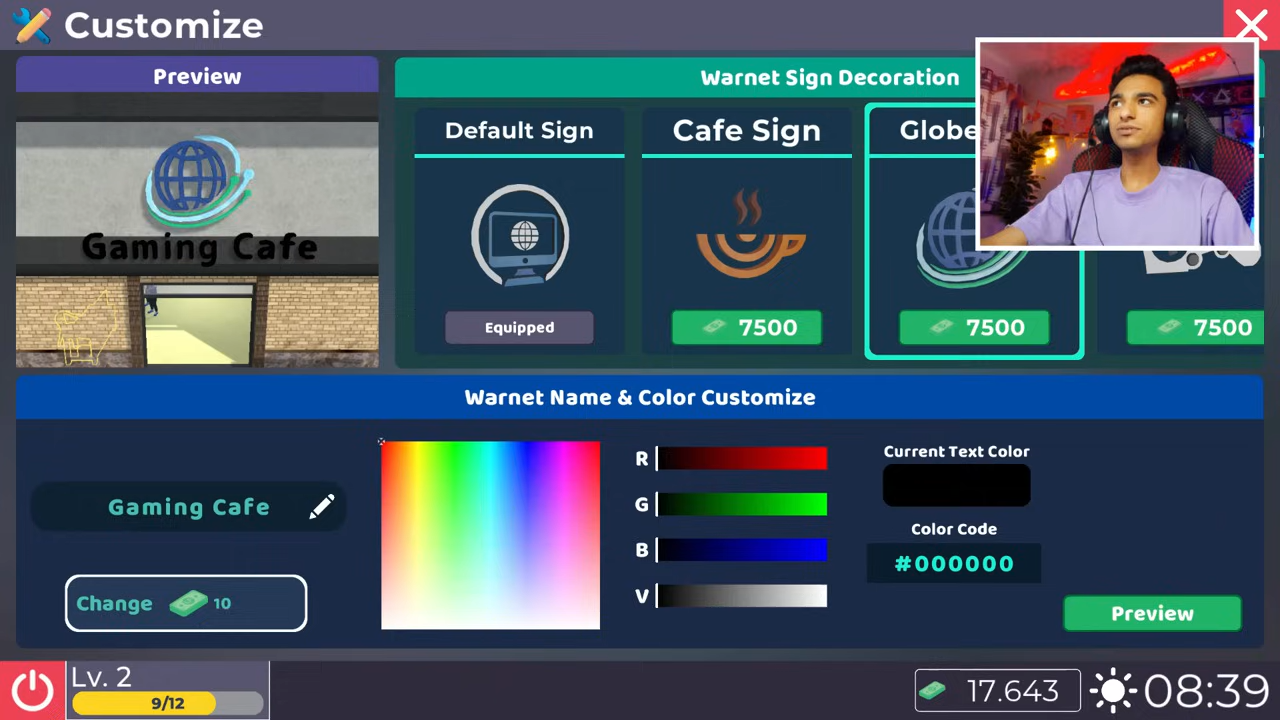 Customize
Preview
Warnet Sign Decoration
Default Sign
Cafe Sign
Globe
Gaming Cafe
Equipped
7500
7500
7500
Warnet Name & Color Customize
R
G
B
V
Current Text Color
Color Code
#000000
Gaming Cafe
Change 10
Preview
Lv. 2
9/12
17.643
08:39